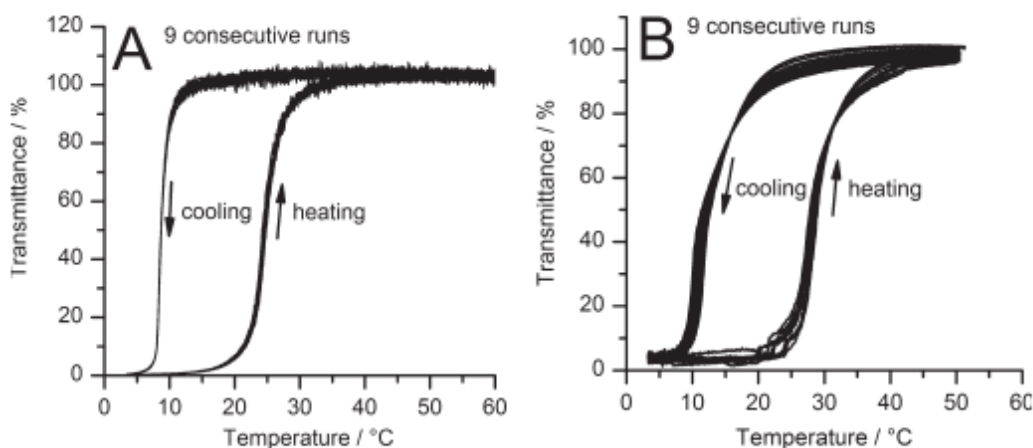 A 9 consecutive runs
Transmittance / %
120
100
80
60
40
20
0
cooling
heating
0 10 20 30 40 50 60
Temperature / °C
B 9 consecutive runs
Transmittance / %
100
80
60
40
20
0
cooling
heating
0 10 20 30 40 50 60
Temperature / °C